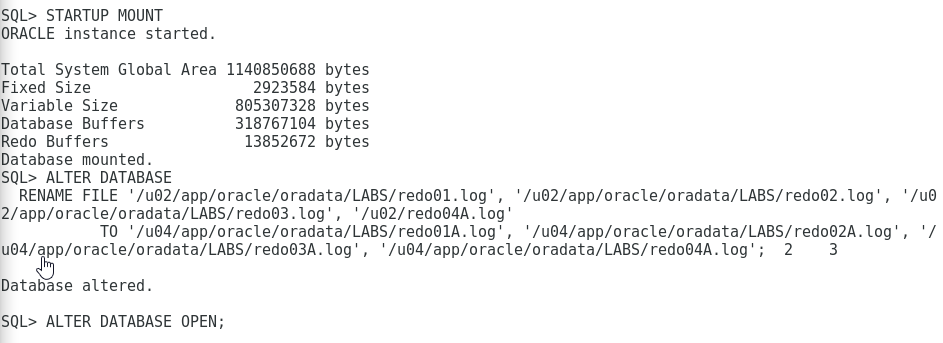 SQL> STARTUP MOUNT
ORACLE instance started.

Total System Global Area 1140850688 bytes
Fixed Size                  2923584 bytes
Variable Size             805307328 bytes
Database Buffers          318767104 bytes
Redo Buffers               13852672 bytes
Database mounted.
SQL> ALTER DATABASE
  RENAME FILE '/u02/app/oracle/oradata/LABS/redo01.log', '/u02/app/oracle/oradata/LABS/redo02.log', '/u0
2/app/oracle/oradata/LABS/redo03.log', '/u02/redo04A.log'
           TO '/u04/app/oracle/oradata/LABS/redo01A.log', '/u04/app/oracle/oradata/LABS/redo02A.log', '/
u04/app/oracle/oradata/LABS/redo03A.log', '/u04/app/oracle/oradata/LABS/redo04A.log';  2    3

Database altered.

SQL> ALTER DATABASE OPEN;